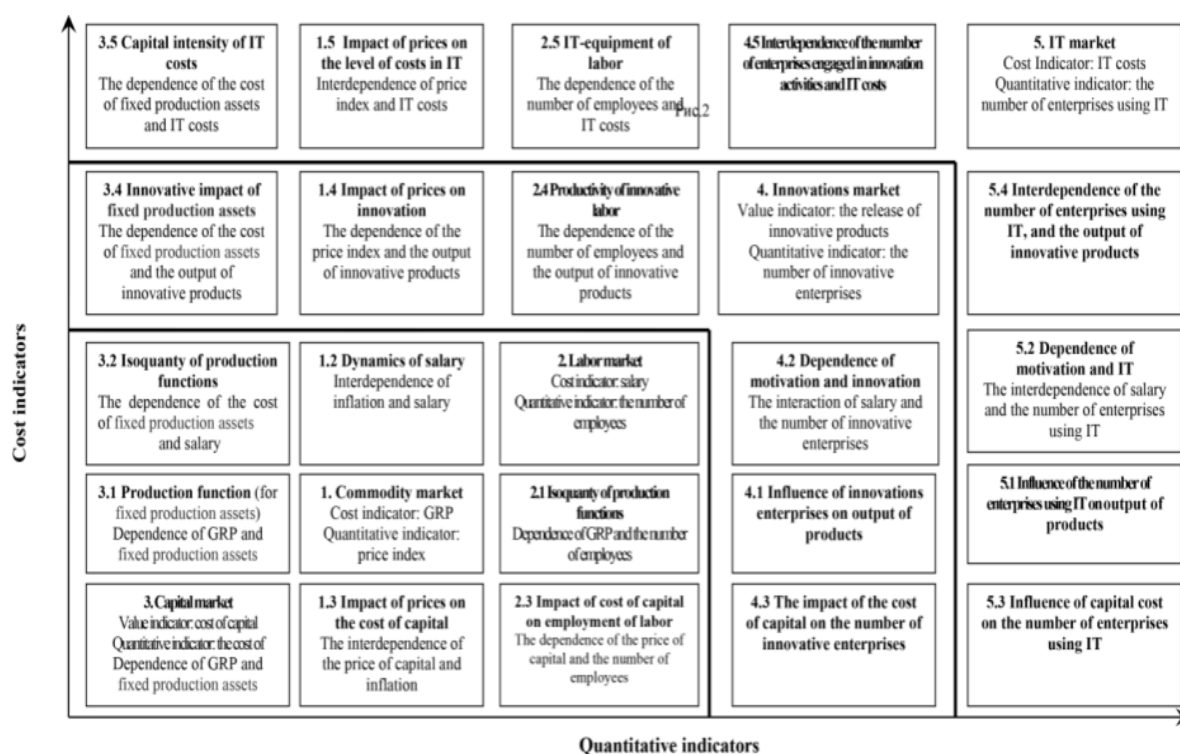 3.5 Capital intensity of IT
costs
The dependence of the cost
of fixed production assets
and IT costs
1.5 Impact of prices on
the level of costs in IT
Interdependence of price
index and IT costs
2.5 IT-equipment of
labor
The dependence of the
number of employees and
IT costs
Рис.2
4.5 Interdependence of the number
of enterprises engaged in innovation
activities and IT costs
5. IT market
Cost Indicator: IT costs
Quantitative indicator: the
number of enterprises using IT
3.4 Innovative impact of
fixed production assets
The dependence of the cost
of fixed production assets
and the output of
innovative products
1.4 Impact of prices on
innovation
The dependence of the
price index and the output
of innovative products
2.4 Productivity of innovative
labor
The dependence of the
number of employees and
the output of innovative
products
4. Innovations market
Value indicator: the release of
innovative products
Quantitative indicator: the
number of innovative
enterprises
5.4 Interdependence of the
number of enterprises using
IT, and the output of
innovative products
Cost indicators
3.2 Isoquanty of production
functions
The dependence of the cost
of fixed production assets
and salary
1.2 Dynamics of salary
Interdependence of
inflation and salary
2. Labor market
Cost indicator: salary
Quantitative indicator: the number of
employees
4.2 Dependence of
motivation and innovation
The interaction of salary and
the number of innovative
enterprises
5.2 Dependence of
motivation and IT
The interdependence of salary
and the number of enterprises
using IT
3.1 Production function (for
fixed production assets)
Dependence of GRP and
fixed production assets
1. Commodity market
Cost indicator: GRP
Quantitative indicator:
price index
2.1 Isoquanty of production
functions
Dependence of GRP and the number
of employees
4.1 Influence of innovations
enterprises on output of
products
5.1 Influence of the number of
enterprises using IT on output of
products
3. Capital market
Value indicator: cost of capital
Quantitative indicator: the cost of
Dependence of GRP and
fixed production assets
1.3 Impact of prices on
the cost of capital
The interdependence of
the price of capital and
inflation
2.3 Impact of cost of capital
on employment of labor
The dependence of the price of
capital and the number of
employees
4.3 The impact of the cost
of capital on the number of
innovative enterprises
5.3 Influence of capital cost
on the number of enterprises
using IT
Quantitative indicators